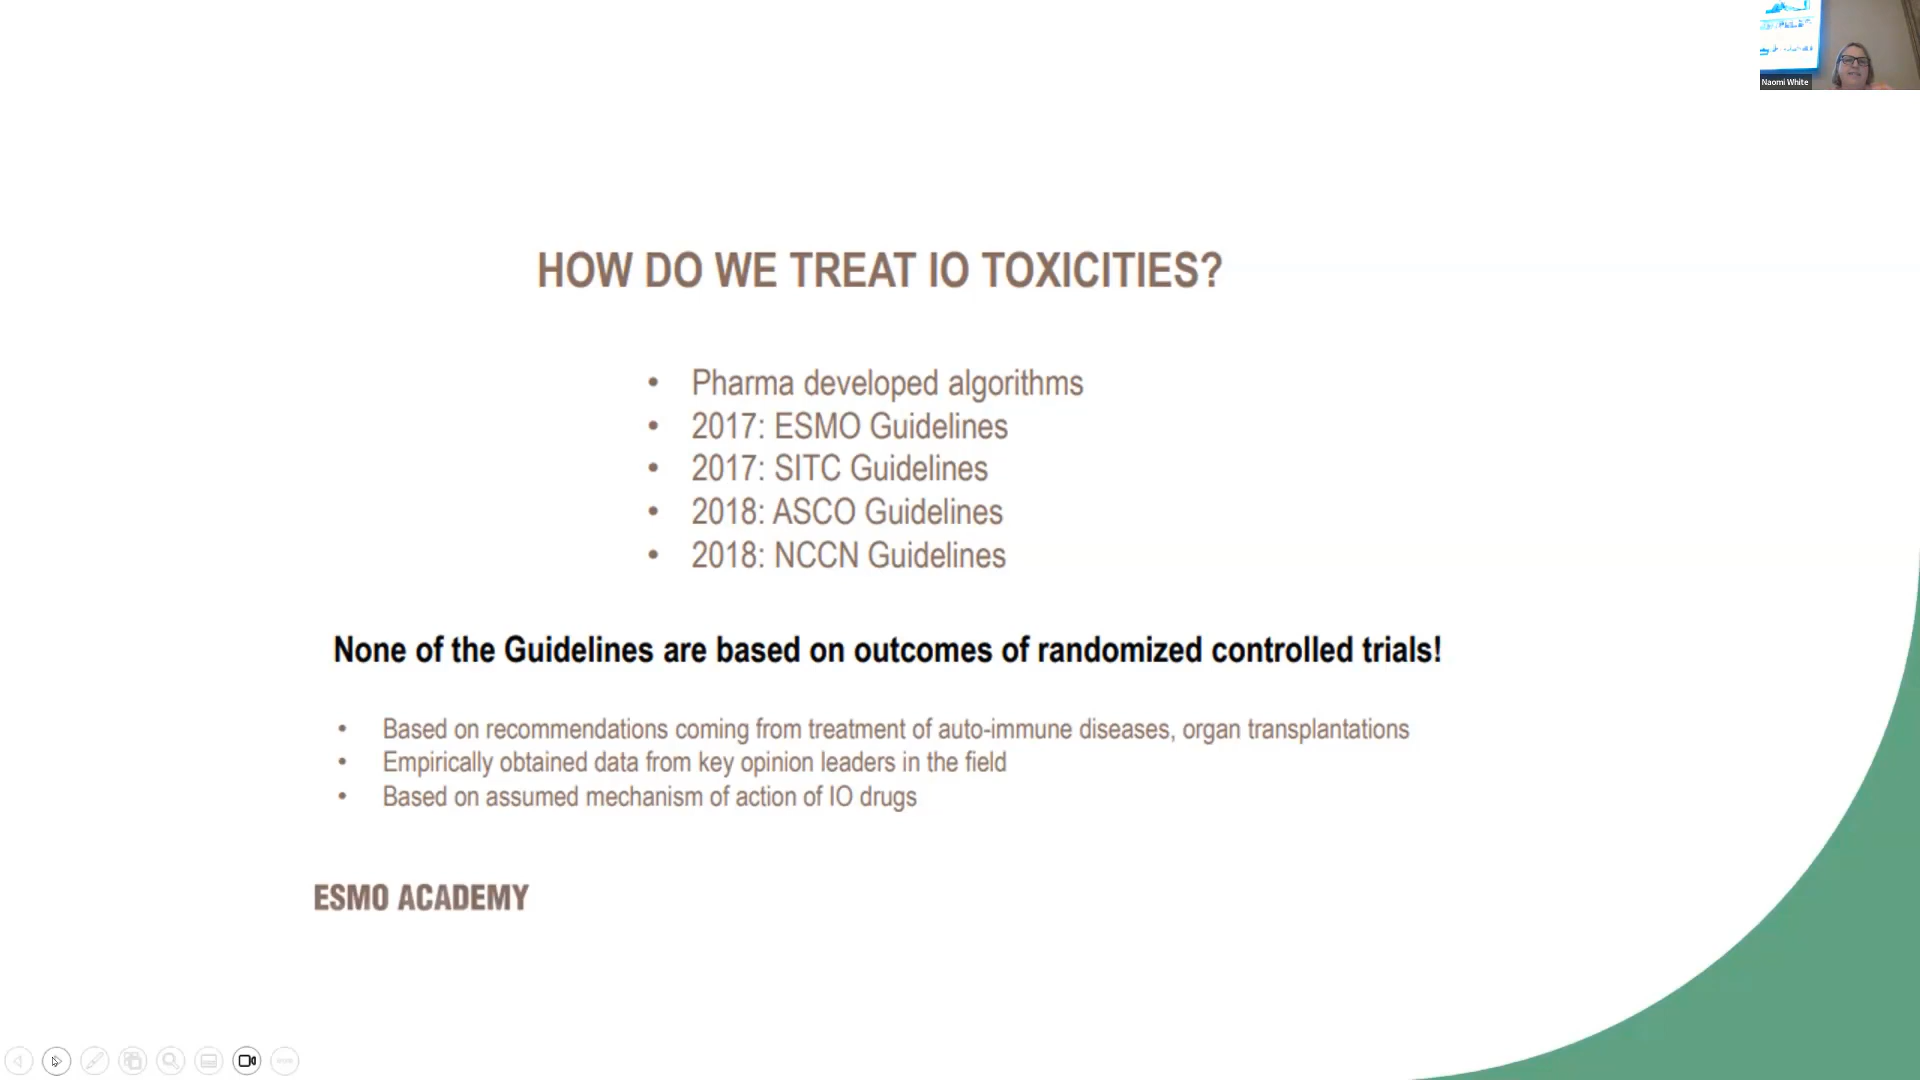 Naomi White
HOW DO WE TREAT IO TOXICITIES?
• Pharma developed algorithms
• 2017: ESMO Guidelines
• 2017: SITC Guidelines
• 2018: ASCO Guidelines
• 2018: NCCN Guidelines
None of the Guidelines are based on outcomes of randomized controlled trials!
• Based on recommendations coming from treatment of auto-immune diseases, organ transplantations
• Empirically obtained data from key opinion leaders in the field
• Based on assumed mechanism of action of IO drugs
ESMO ACADEMY